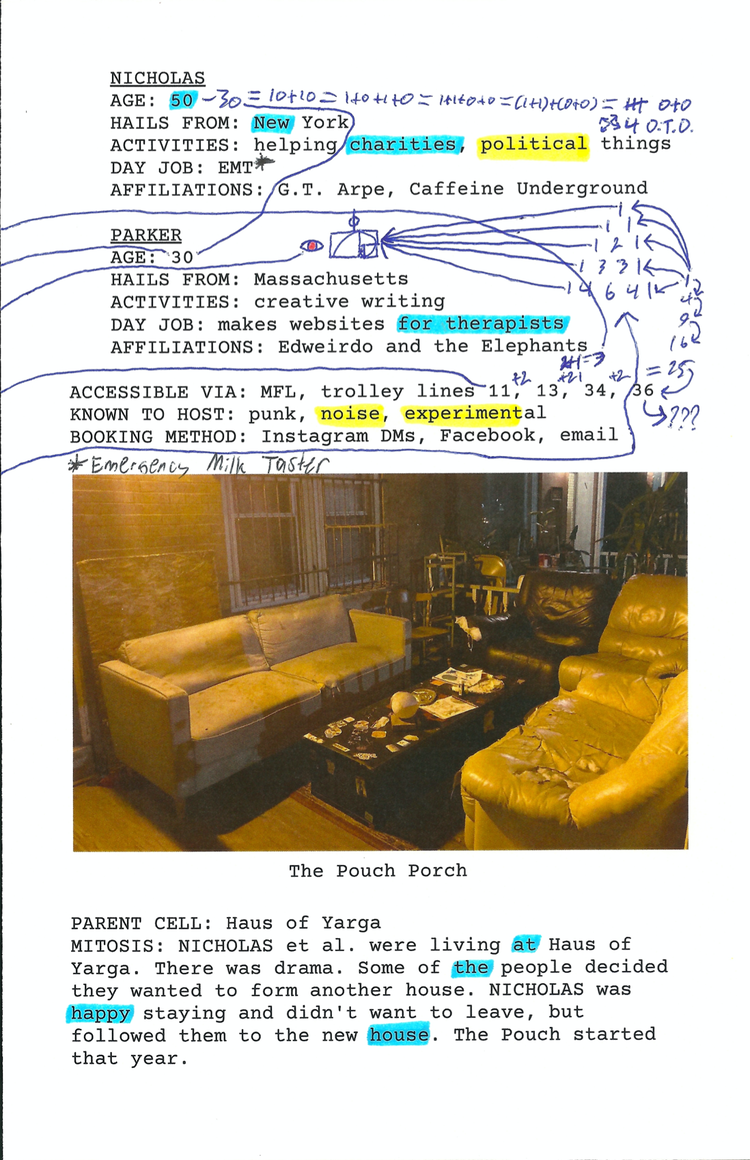 NICHOLAS
AGE: 50 - 30 = 10+10 = 1+0+1+0 = 1+1+0+0 = (1+1)+(0+0) = 0+0
HAILS FROM: New York 4 O.T.D.
ACTIVITIES: helping charities, political things
DAY JOB: EMT*
AFFILIATIONS: G.T. Arpe, Caffeine Underground
1
1 1
1 2 1
1 3 3 1
1 4 6 4 1
1
4
9
16
= 25
???
PARKER
AGE: 30
HAILS FROM: Massachusetts
ACTIVITIES: creative writing
DAY JOB: makes websites for therapists
AFFILIATIONS: Edweirdo and the Elephants
2+1=3
+2 +21 +2
ACCESSIBLE VIA: MFL, trolley lines 11, 13, 34, 36
KNOWN TO HOST: punk, noise, experimental
BOOKING METHOD: Instagram DMs, Facebook, email
*Emergency Milk Taster
The Pouch Porch
PARENT CELL: Haus of Yarga
MITOSIS: NICHOLAS et al. were living at Haus of
Yarga. There was drama. Some of the people decided
they wanted to form another house. NICHOLAS was
happy staying and didn't want to leave, but
followed them to the new house. The Pouch started
that year.